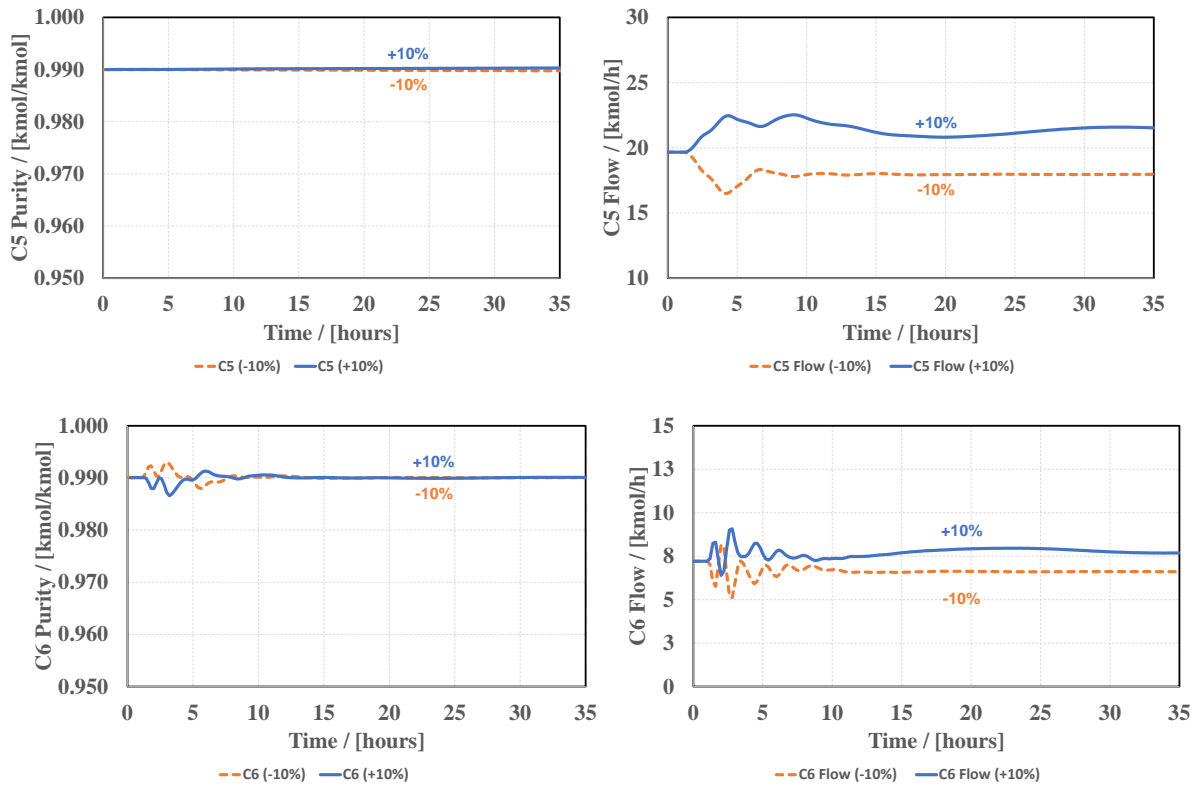 C5 Purity / [kmol/kmol]
1.000
0.990
0.980
0.970
0.960
0.950
+10%
-10%
0 5 10 15 20 25 30 35
Time / [hours]
C5 (-10%) C5 (+10%)
C5 Flow / [kmol/h]
30
25
20
15
10
+10%
-10%
0 5 10 15 20 25 30 35
Time / [hours]
C5 Flow (-10%) C5 Flow (+10%)
C6 Purity / [kmol/kmol]
1.000
0.990
0.980
0.970
0.960
0.950
+10%
-10%
0 5 10 15 20 25 30 35
Time / [hours]
C6 (-10%) C6 (+10%)
C6 Flow / [kmol/h]
15
13
10
8
5
3
0
+10%
-10%
0 5 10 15 20 25 30 35
Time / [hours]
C6 Flow (-10%) C6 Flow (+10%)